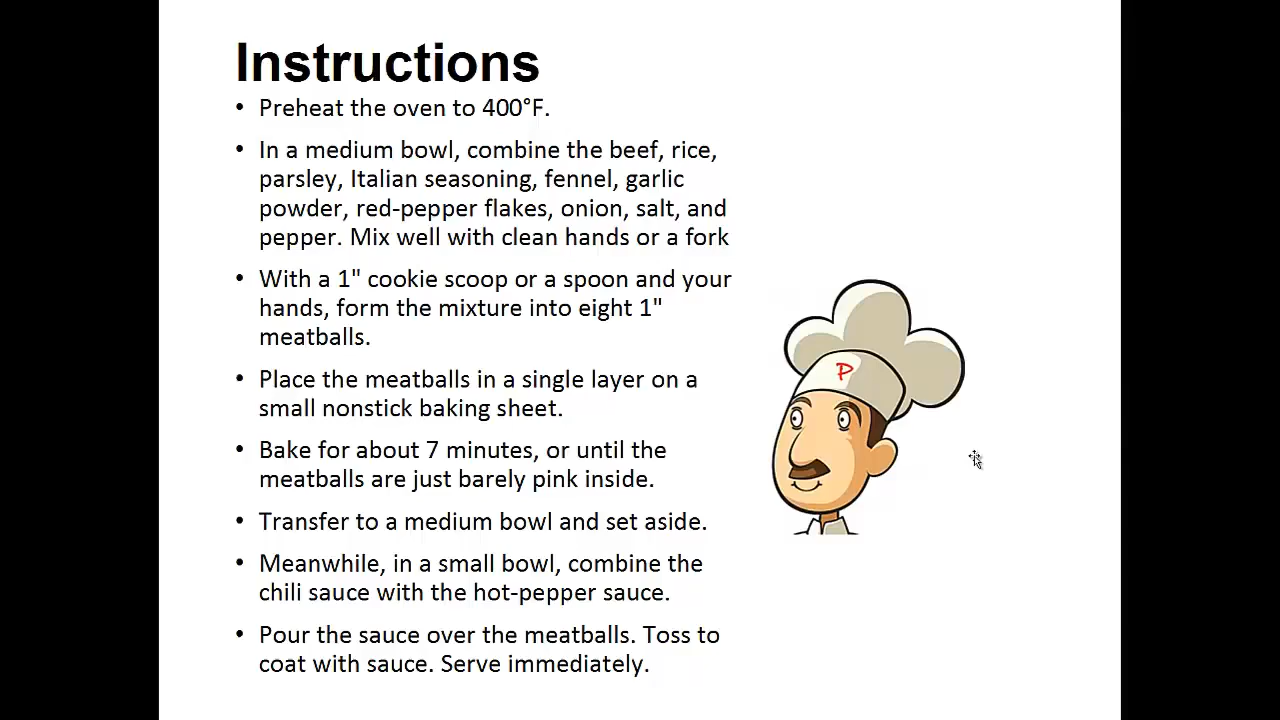 Instructions
• Preheat the oven to 400°F.
• In a medium bowl, combine the beef, rice,
parsley, Italian seasoning, fennel, garlic
powder, red-pepper flakes, onion, salt, and
pepper. Mix well with clean hands or a fork
• With a 1" cookie scoop or a spoon and your
hands, form the mixture into eight 1"
meatballs.
• Place the meatballs in a single layer on a
small nonstick baking sheet.
• Bake for about 7 minutes, or until the
meatballs are just barely pink inside.
• Transfer to a medium bowl and set aside.
• Meanwhile, in a small bowl, combine the
chili sauce with the hot-pepper sauce.
• Pour the sauce over the meatballs. Toss to
coat with sauce. Serve immediately.
P